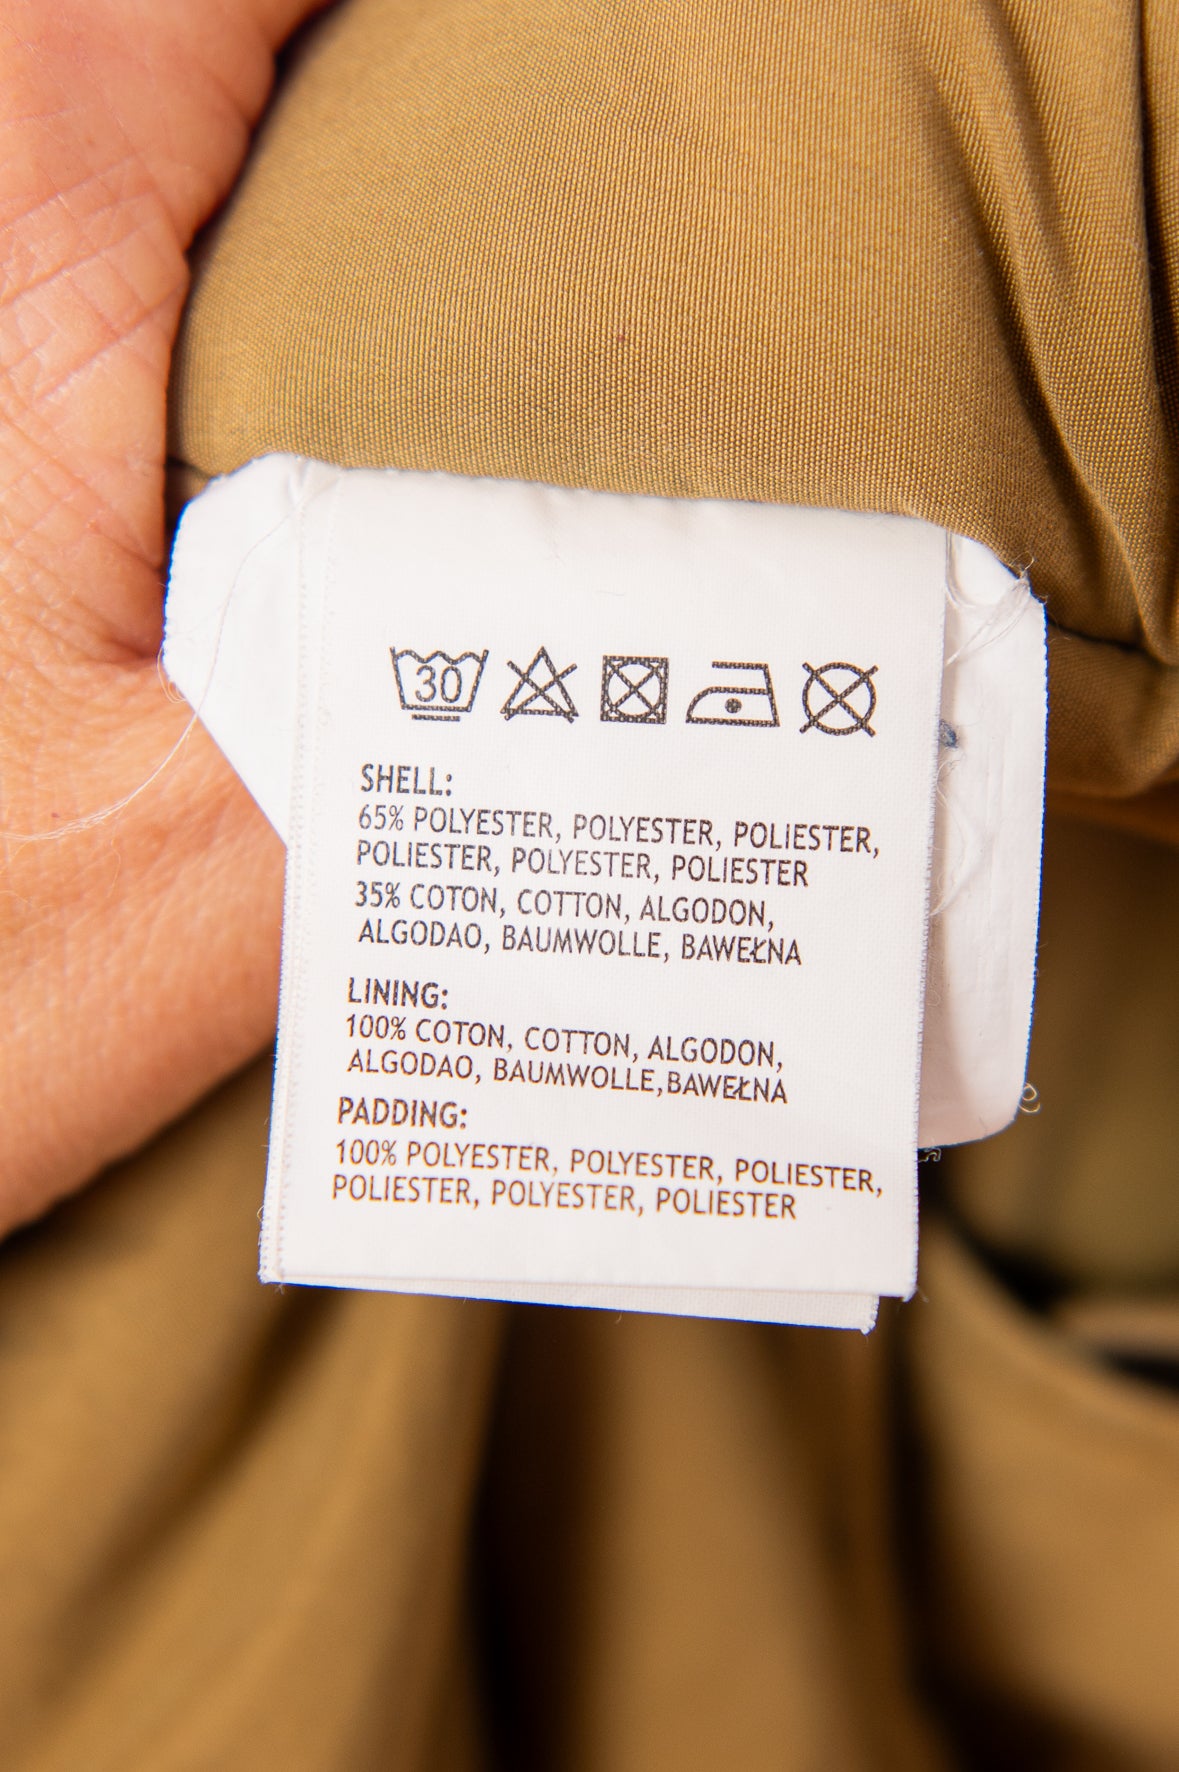 30
SHELL:
65% POLYESTER, POLYESTER, POLIESTER,
POLIESTER, POLYESTER, POLIESTER
35% COTON, COTTON, ALGODON,
ALGODAO, BAUMWOLLE, BAWEŁNA
LINING:
100% COTON, COTTON, ALGODON,
ALGODAO, BAUMWOLLE,BAWEŁNA
PADDING:
100% POLYESTER, POLYESTER, POLIESTER,
POLIESTER, POLYESTER, POLIESTER